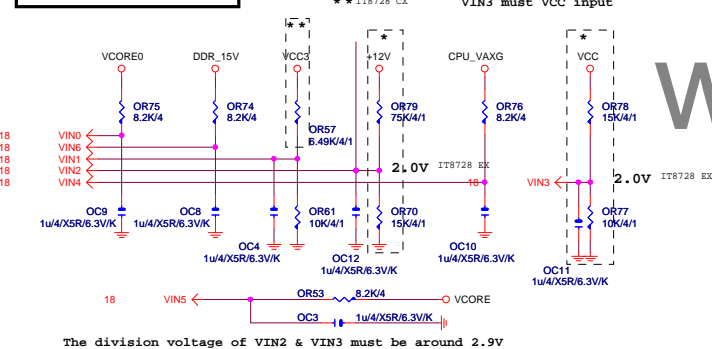 ** IT8728 CX
VIN3 must VCC input
** * *
VCORE0 DDR_15V VCC3 +12V CPU_VAXG VCC
OR75 OR74 OR79 OR76 OR78
8.2K/4 8.2K/4 75K/4/1 8.2K/4 15K/4/1
OR57
6.49K/4/1
18 VIN0
18 VIN6
18 VIN1
18 VIN2 2.0V IT8728 EX
18 VIN4 18 VIN3 2.0V IT8728 EX
OC9 OC8 OR61 OR70 OR77
1u/4/X5R/6.3V/K 1u/4/X5R/6.3V/K 10K/4/1 15K/4/1 10K/4/1
OC4 OC12 OC10
1u/4/X5R/6.3V/K 1u/4/X5R/6.3V/K 1u/4/X5R/6.3V/K
OC11
1u/4/X5R/6.3V/K
18 VIN5 OR53 8.2K/4 VCORE
OC3 1u/4/X5R/6.3V/K
The division voltage of VIN2 & VIN3 must be around 2.9V